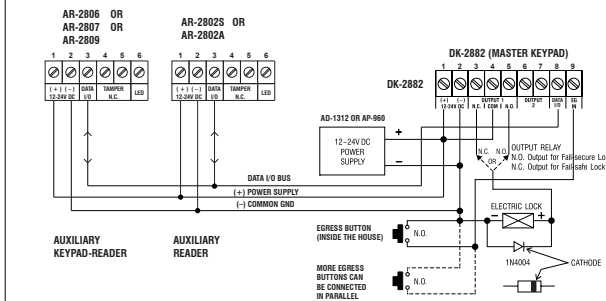 AR-2806 OR
AR-2807 OR
AR-2809
AR-2802S OR
AR-2802A
DK-2882 (MASTER KEYPAD)
1 2 3 4 5 6
(+) (–) DATA TAMPER LED
12-24V DC I/O N.C.
1 2 3 4 5 6
(+) (–) DATA TAMPER LED
12-24V DC I/O N.C.
DK-2882
1 2 3 4 5 6 7 8 9
(+) (–) OUTPUT 1 OUTPUT DATA EG
12-24V DC N.C. COM N.O. 2 I/O IN
AD-1312 OR AP-960
12–24V DC
POWER
SUPPLY
+
–
N.C. N.O.
OR
OUTPUT RELAY
N.O. Output for Fail-secure Lo
N.C. Output for Fail-safe Lock
DATA I/O BUS
(+) POWER SUPPLY
(–) COMMON GND
ELECTRIC LOCK
– +
AUXILIARY
KEYPAD-READER
AUXILIARY
READER
EGRESS BUTTON
(INSIDE THE HOUSE)
N.O.
1N4004
CATHODE
MORE EGRESS
BUTTONS CAN
BE CONNECTED
IN PARALLEL
N.O.